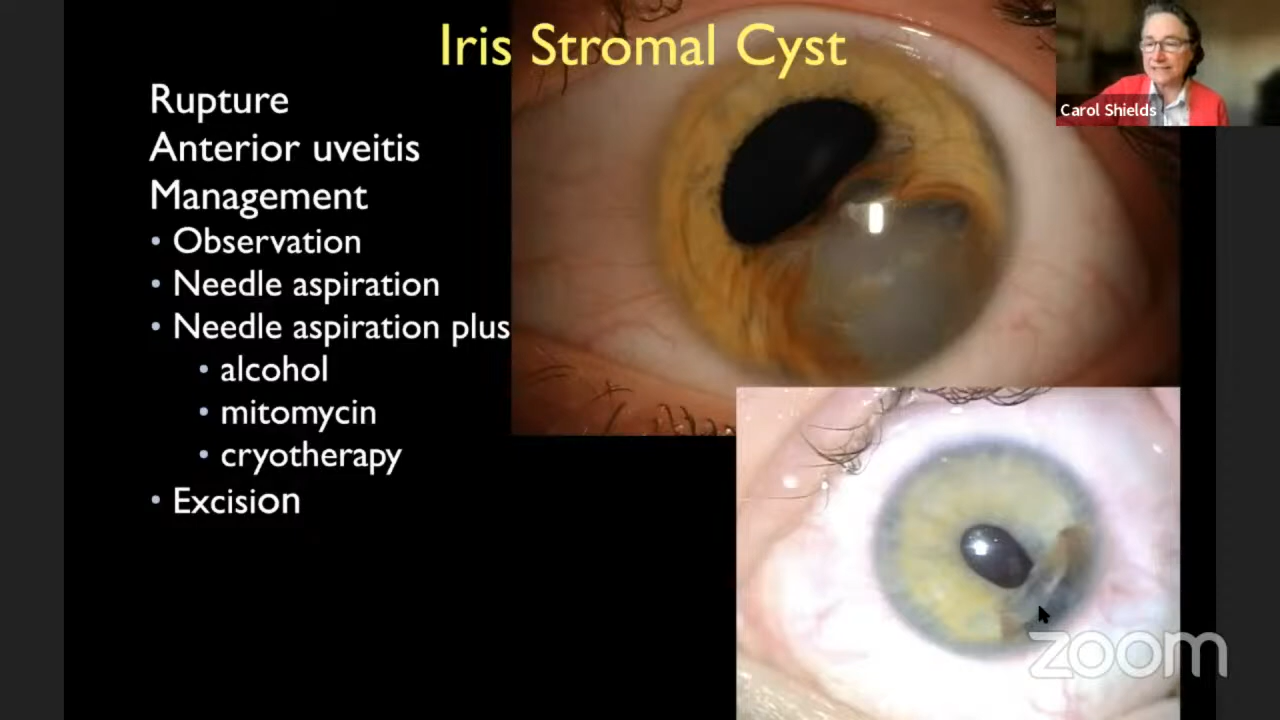 Iris Stromal Cyst
Rupture
Anterior uveitis
Management
• Observation
• Needle aspiration
• Needle aspiration plus
• alcohol
• mitomycin
• cryotherapy
• Excision
Carol Shields
zoom